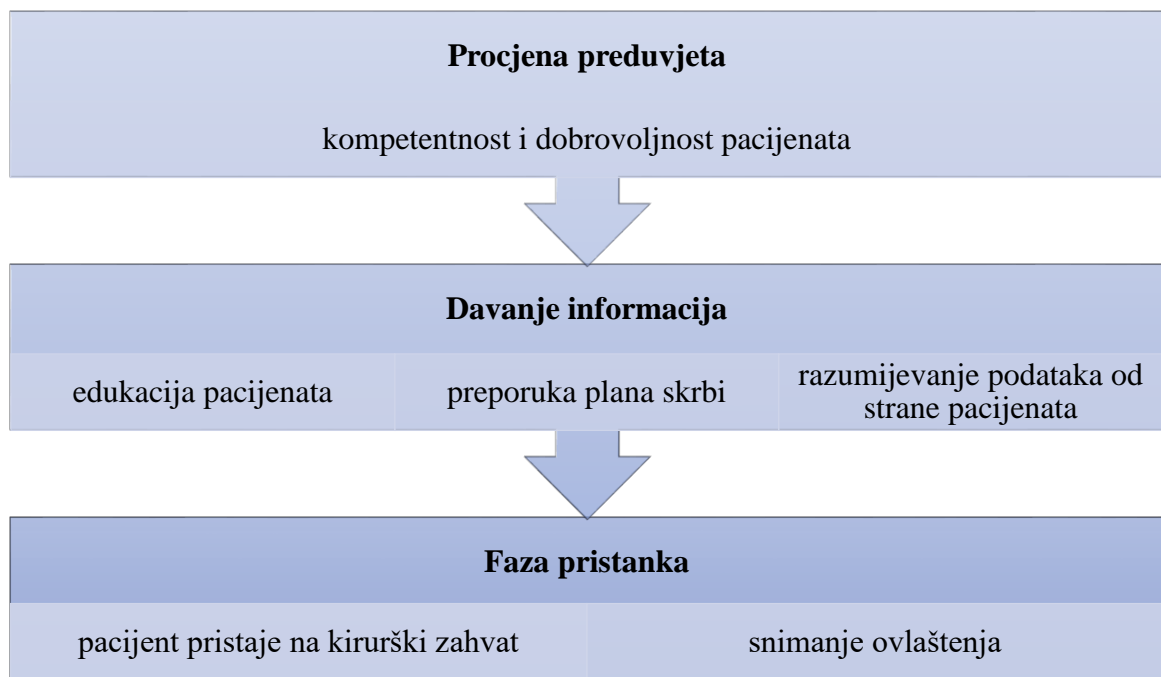 Procjena preduvjeta
kompetentnost i dobrovoljnost pacijenata
Davanje informacija
edukacija pacijenata
preporuka plana skrbi
razumijevanje podataka od
strane pacijenata
Faza pristanka
pacijent pristaje na kirurški zahvat
snimanje ovlaštenja